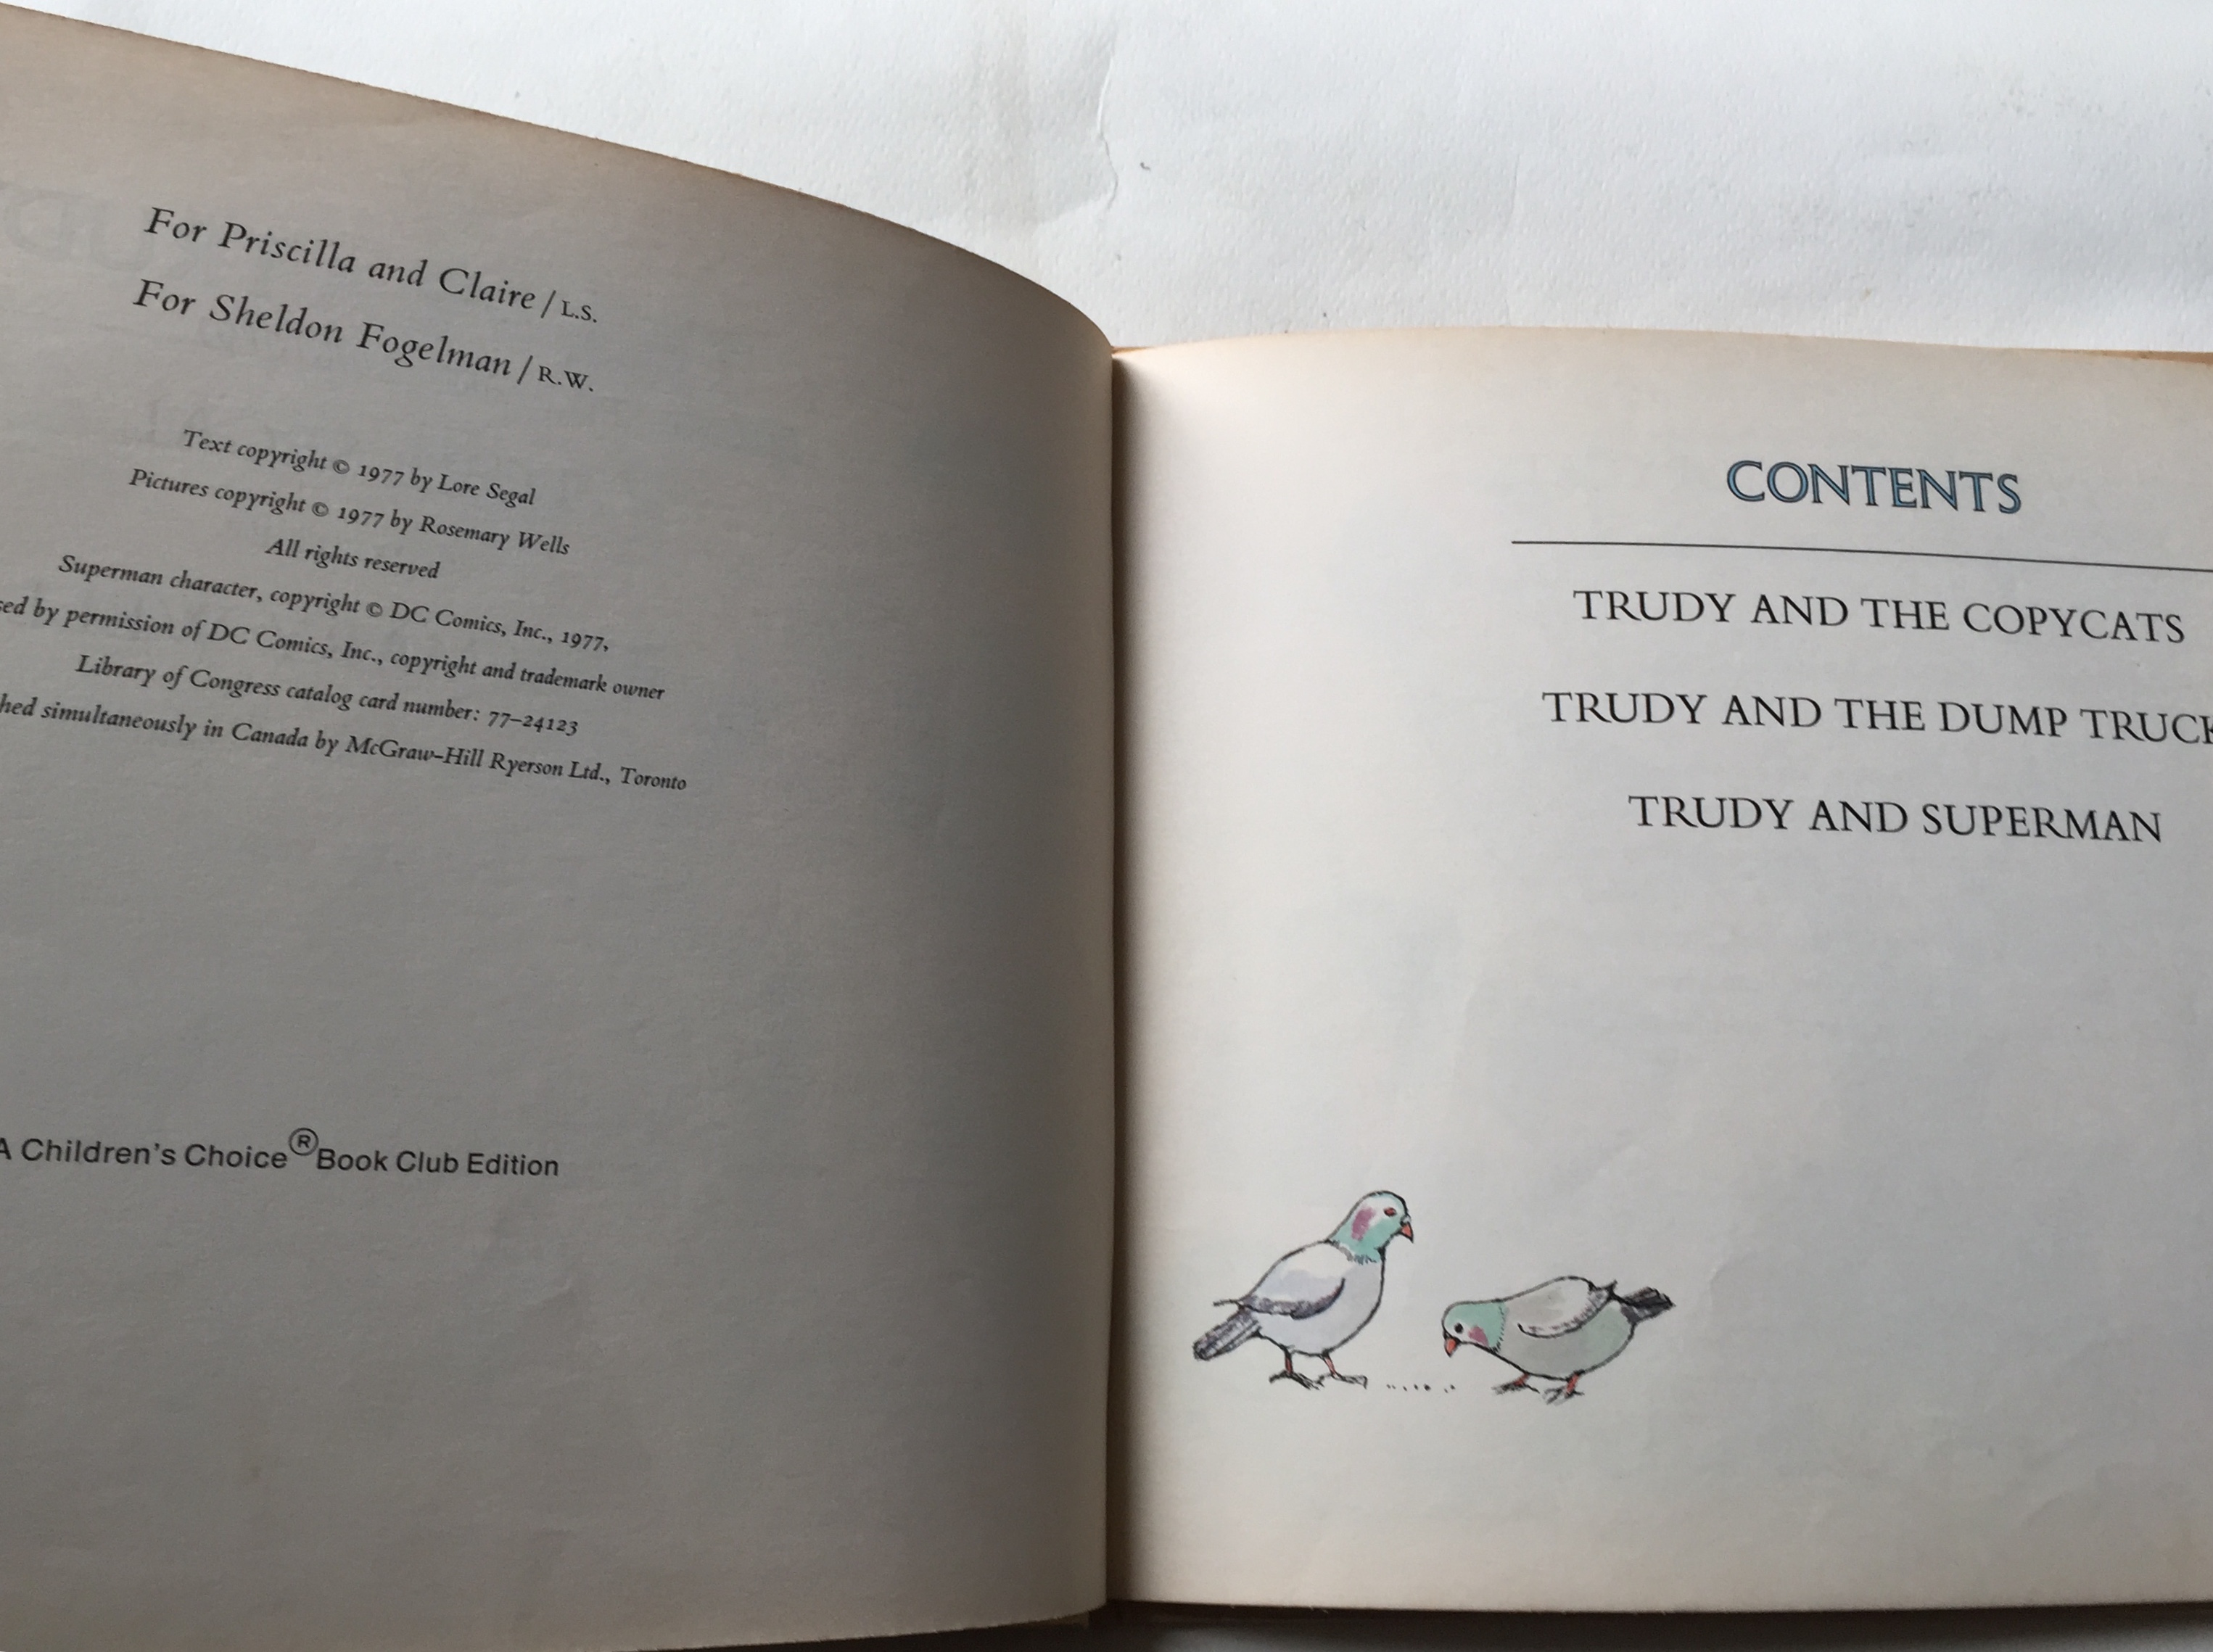 For Priscilla and Claire / L.S.
For Sheldon Fogelman / R.W.
Text copyright © 1977 by Lore Segal
Pictures copyright © 1977 by Rosemary Wells
All rights reserved
Superman character, copyright © DC Comics, Inc., 1977,
by permission of DC Comics, Inc., copyright and trademark owner
Library of Congress catalog card number: 77–24123
simultaneously in Canada by McGraw–Hill Ryerson Ltd., Toronto
A Children's Choice® Book Club Edition
CONTENTS
TRUDY AND THE COPYCATS
TRUDY AND THE DUMP TRUCK
TRUDY AND SUPERMAN